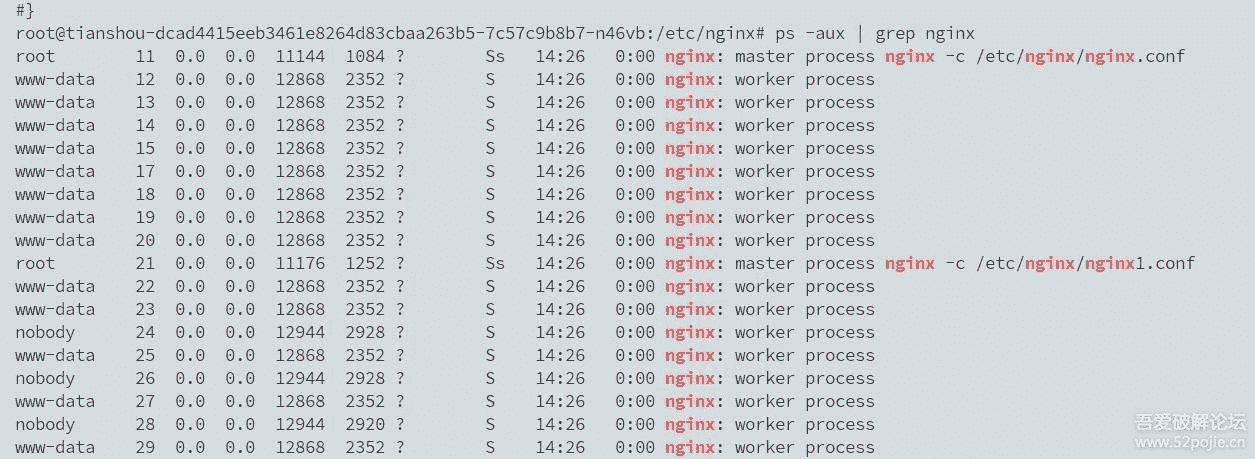 #}
root@tianshou-dcad4415eeb3461e8264d83cbaa263b5-7c57c9b8b7-n46vb:/etc/nginx# ps -aux | grep nginx
root 11 0.0 0.0 11144 1084 ? Ss 14:26 0:00 nginx: master process nginx -c /etc/nginx/nginx.conf
www-data 12 0.0 0.0 12868 2352 ? S 14:26 0:00 nginx: worker process
www-data 13 0.0 0.0 12868 2352 ? S 14:26 0:00 nginx: worker process
www-data 14 0.0 0.0 12868 2352 ? S 14:26 0:00 nginx: worker process
www-data 15 0.0 0.0 12868 2352 ? S 14:26 0:00 nginx: worker process
www-data 17 0.0 0.0 12868 2352 ? S 14:26 0:00 nginx: worker process
www-data 18 0.0 0.0 12868 2352 ? S 14:26 0:00 nginx: worker process
www-data 19 0.0 0.0 12868 2352 ? S 14:26 0:00 nginx: worker process
www-data 20 0.0 0.0 12868 2352 ? S 14:26 0:00 nginx: worker process
root 21 0.0 0.0 11176 1252 ? Ss 14:26 0:00 nginx: master process nginx -c /etc/nginx/nginx1.conf
www-data 22 0.0 0.0 12868 2352 ? S 14:26 0:00 nginx: worker process
www-data 23 0.0 0.0 12868 2352 ? S 14:26 0:00 nginx: worker process
nobody 24 0.0 0.0 12944 2928 ? S 14:26 0:00 nginx: worker process
www-data 25 0.0 0.0 12868 2352 ? S 14:26 0:00 nginx: worker process
nobody 26 0.0 0.0 12944 2928 ? S 14:26 0:00 nginx: worker process
www-data 27 0.0 0.0 12868 2352 ? S 14:26 0:00 nginx: worker process
nobody 28 0.0 0.0 12944 2920 ? S 14:26 0:00 nginx: worker process
www-data 29 0.0 0.0 12868 2352 ? S 14:26 0:00 nginx: worker process
吾爱破解论坛
www.52pojie.cn